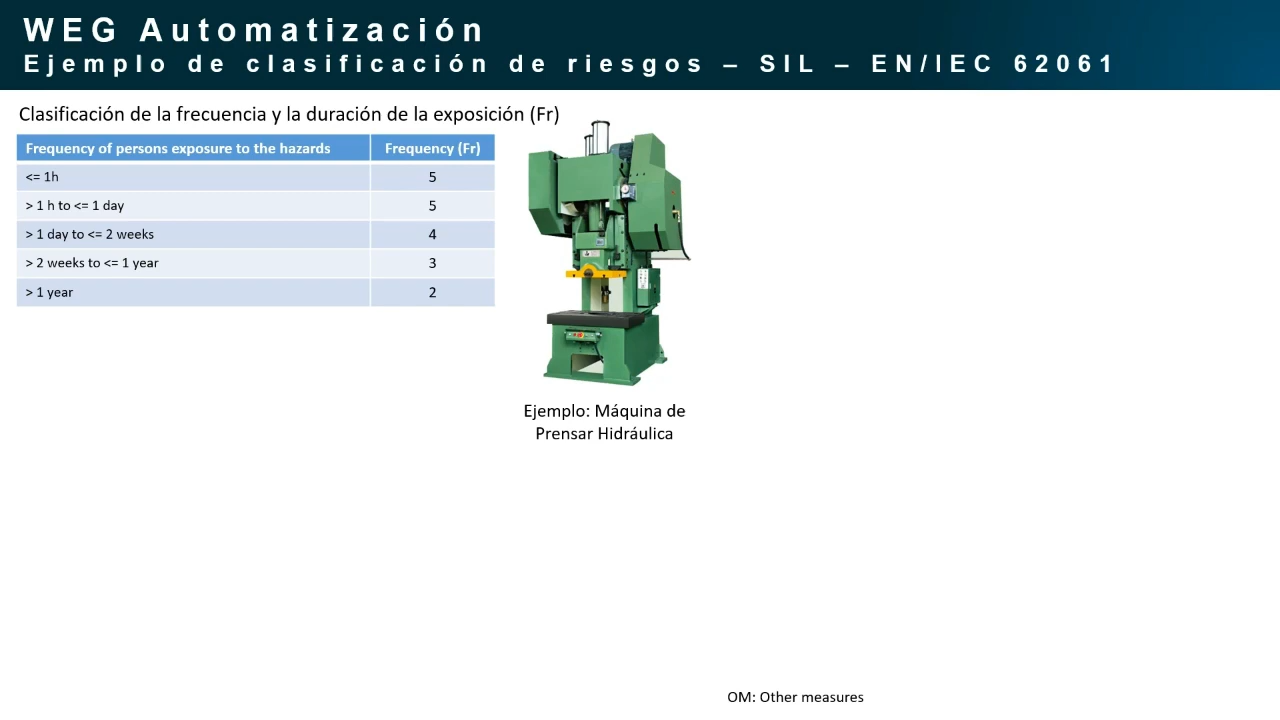 WEG Automatización
Ejemplo de clasificación de riesgos – SIL – EN/IEC 62061
Clasificación de la frecuencia y la duración de la exposición (Fr)
Frequency of persons exposure to the hazards Frequency (Fr)
<= 1h 5
> 1 h to <= 1 day 5
> 1 day to <= 2 weeks 4
> 2 weeks to <= 1 year 3
> 1 year 2
Ejemplo: Máquina de
Prensar Hidráulica
OM: Other measures